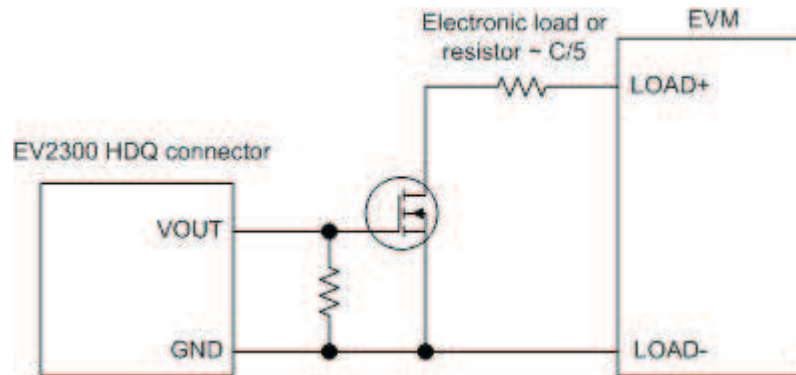 Electronic load or
resistor ~ C/5
EVM
LOAD+
EV2300 HDQ connector
VOUT
GND
LOAD-